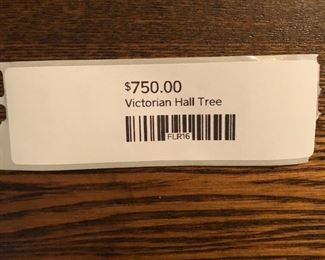 $750.00
Victorian Hall Tree
FLR16